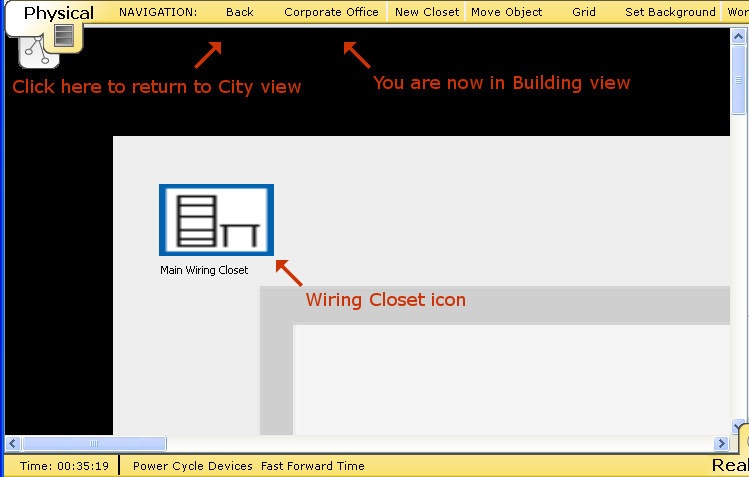 Physical NAVIGATION: Back Corporate Office New Closet Move Object Grid Set Background
Click here to return to City view
You are now in Building view
Main Wiring Closet
Wiring Closet icon
Time: 00:35:19 Power Cycle Devices Fast Forward Time Real